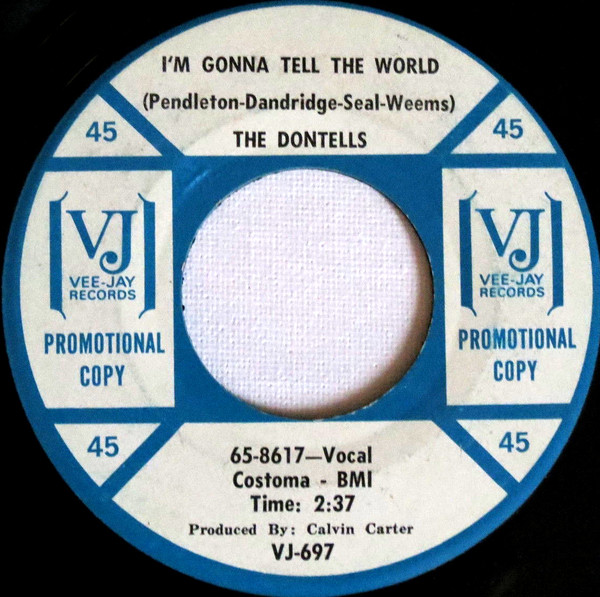 I'M GONNA TELL THE WORLD
(Pendleton-Dandridge-Seal-Weems)
THE DONTELLS
45
45
VJ
VEE-JAY
RECORDS
PROMOTIONAL
COPY
VJ
VEE-JAY
RECORDS
PROMOTIONAL
COPY
45
45
65-8617—Vocal
Costoma - BMI
Time: 2:37
Produced By: Calvin Carter
VJ-697